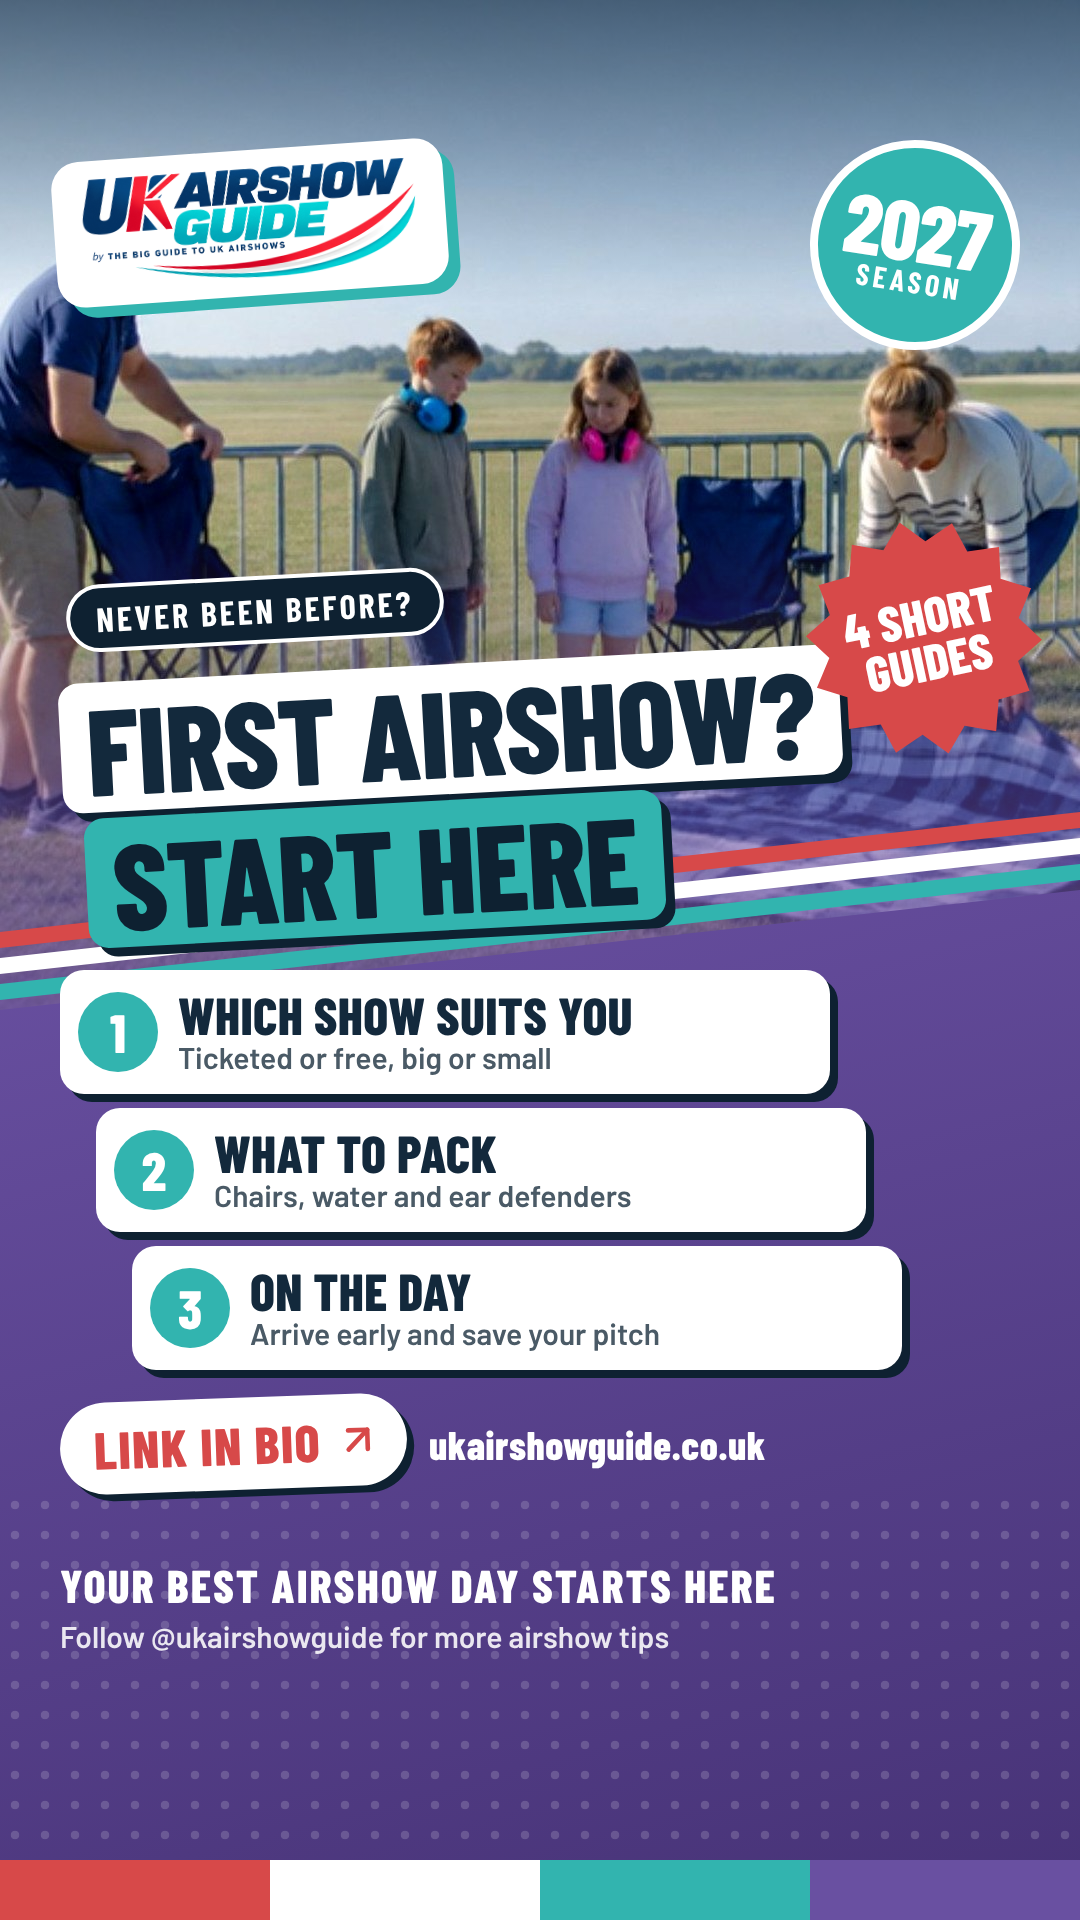 UK AIRSHOW
GUIDE
by THE BIG GUIDE TO UK AIRSHOWS
2027
SEASON
NEVER BEEN BEFORE?
4 SHORT
GUIDES
FIRST AIRSHOW?
START HERE
1
WHICH SHOW SUITS YOU
Ticketed or free, big or small
2
WHAT TO PACK
Chairs, water and ear defenders
3
ON THE DAY
Arrive early and save your pitch
LINK IN BIO
ukairshowguide.co.uk
YOUR BEST AIRSHOW DAY STARTS HERE
Follow @ukairshowguide for more airshow tips